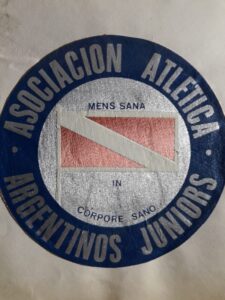 ASOCIACION ATLETICA
MENS SANA
IN
CORPORE SANO
ARGENTINOS JUNIORS